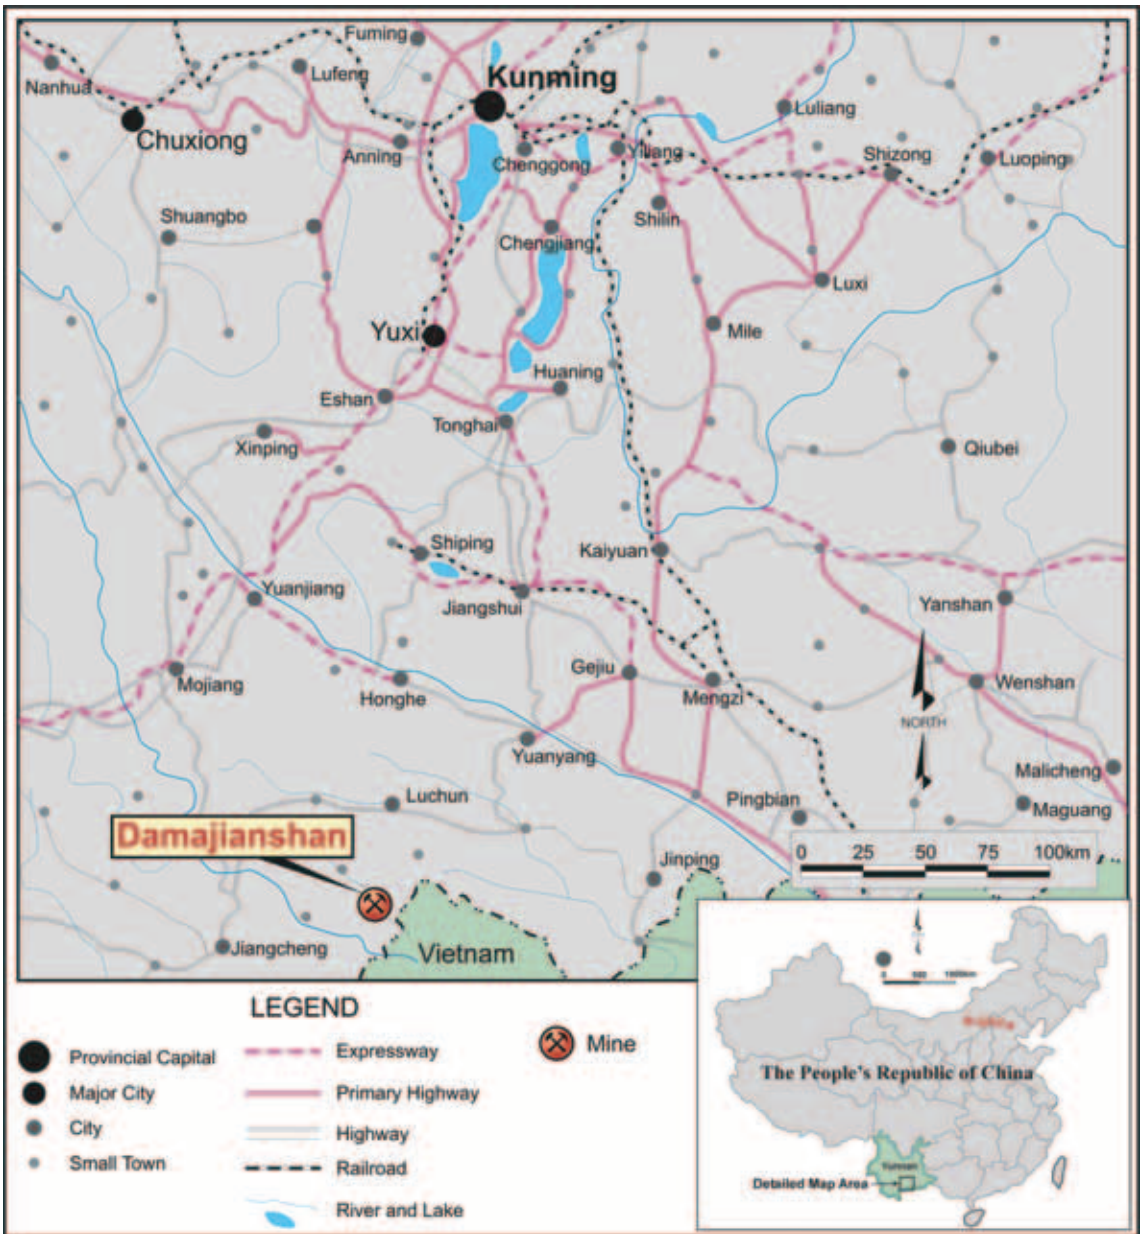 Fuming
Nanhua
Lufeng
Kunming
Chuxiong
Anning
Chenggong
Yiliang
Luliang
Shizong
Luoping
Shuangbo
Chengjiang
Shilin
Luxi
Yuxi
Mile
Huaning
Eshan
Tonghai
Xinping
Qiubei
Shiping
Kaiyuan
Yuanjiang
Jiangshui
Yanshan
Mojiang
Honghe
Gejiu
Mengzi
Wenshan
NORTH
Yuanyang
Malicheng
Luchun
Pingbian
Maguang
Damajianshan
Jinping
0 25 50 75 100km
Jiangcheng
Vietnam
LEGEND
Provincial Capital
Major City
City
Small Town
Expressway
Primary Highway
Highway
Railroad
River and Lake
Mine
The People's Republic of China
Yunnan
Detailed Map Area